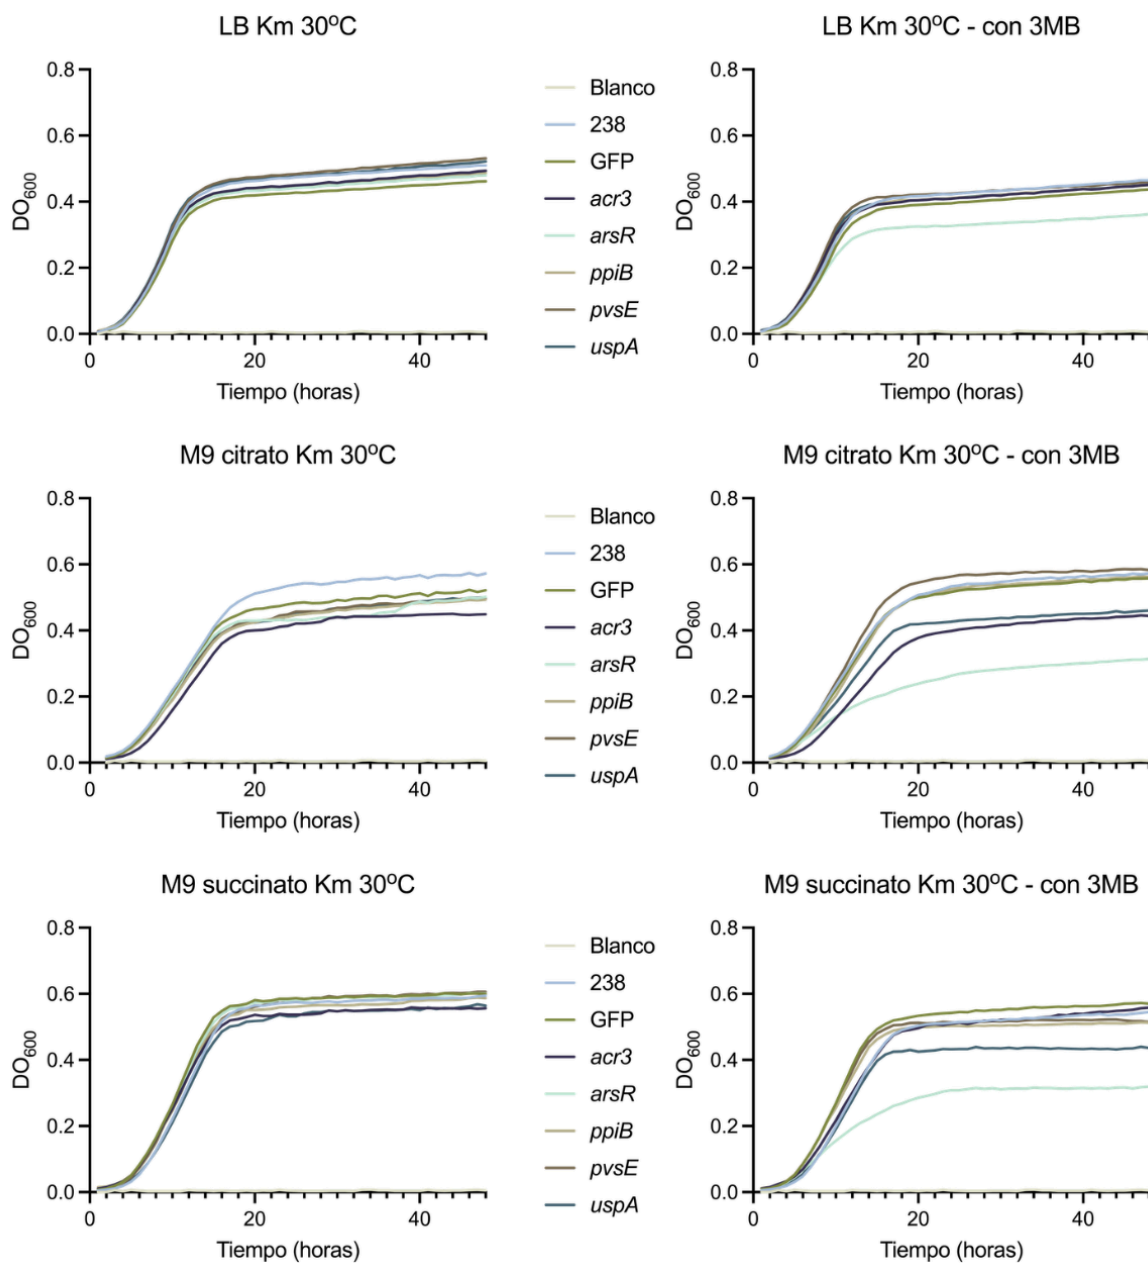 LB Km 30ºC
0.8
0.6
0.4
0.2
0.0
0
20
40
DO600
Tiempo (horas)
Blanco
238
GFP
acr3
arsR
ppiB
pvsE
uspA
LB Km 30ºC - con 3MB
0.8
0.6
0.4
0.2
0.0
0
20
40
DO600
Tiempo (horas)
M9 citrato Km 30ºC
0.8
0.6
0.4
0.2
0.0
0
20
40
DO600
Tiempo (horas)
Blanco
238
GFP
acr3
arsR
ppiB
pvsE
uspA
M9 citrato Km 30ºC - con 3MB
0.8
0.6
0.4
0.2
0.0
0
20
40
DO600
Tiempo (horas)
M9 succinato Km 30ºC
0.8
0.6
0.4
0.2
0.0
0
20
40
DO600
Tiempo (horas)
Blanco
238
GFP
acr3
arsR
ppiB
pvsE
uspA
M9 succinato Km 30ºC - con 3MB
0.8
0.6
0.4
0.2
0.0
0
20
40
DO600
Tiempo (horas)